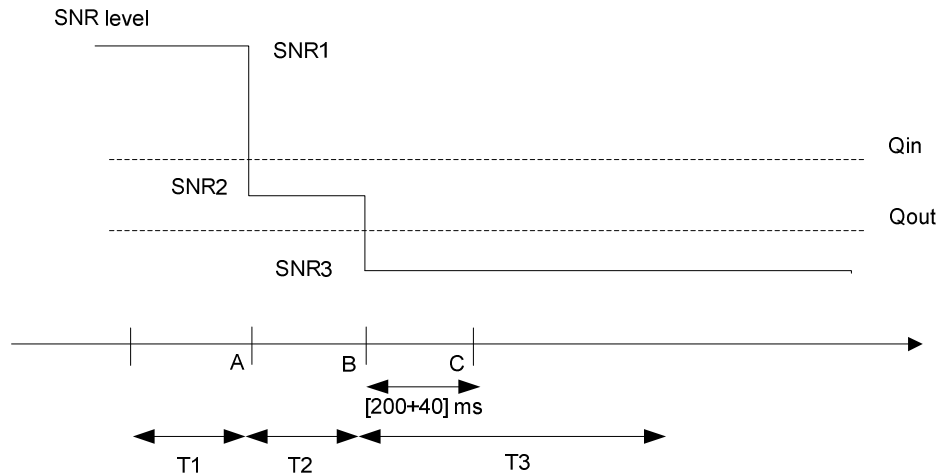 SNR level
SNR1
Qin
SNR2
Qout
SNR3
A
B
C
[200+40] ms
T1
T2
T3